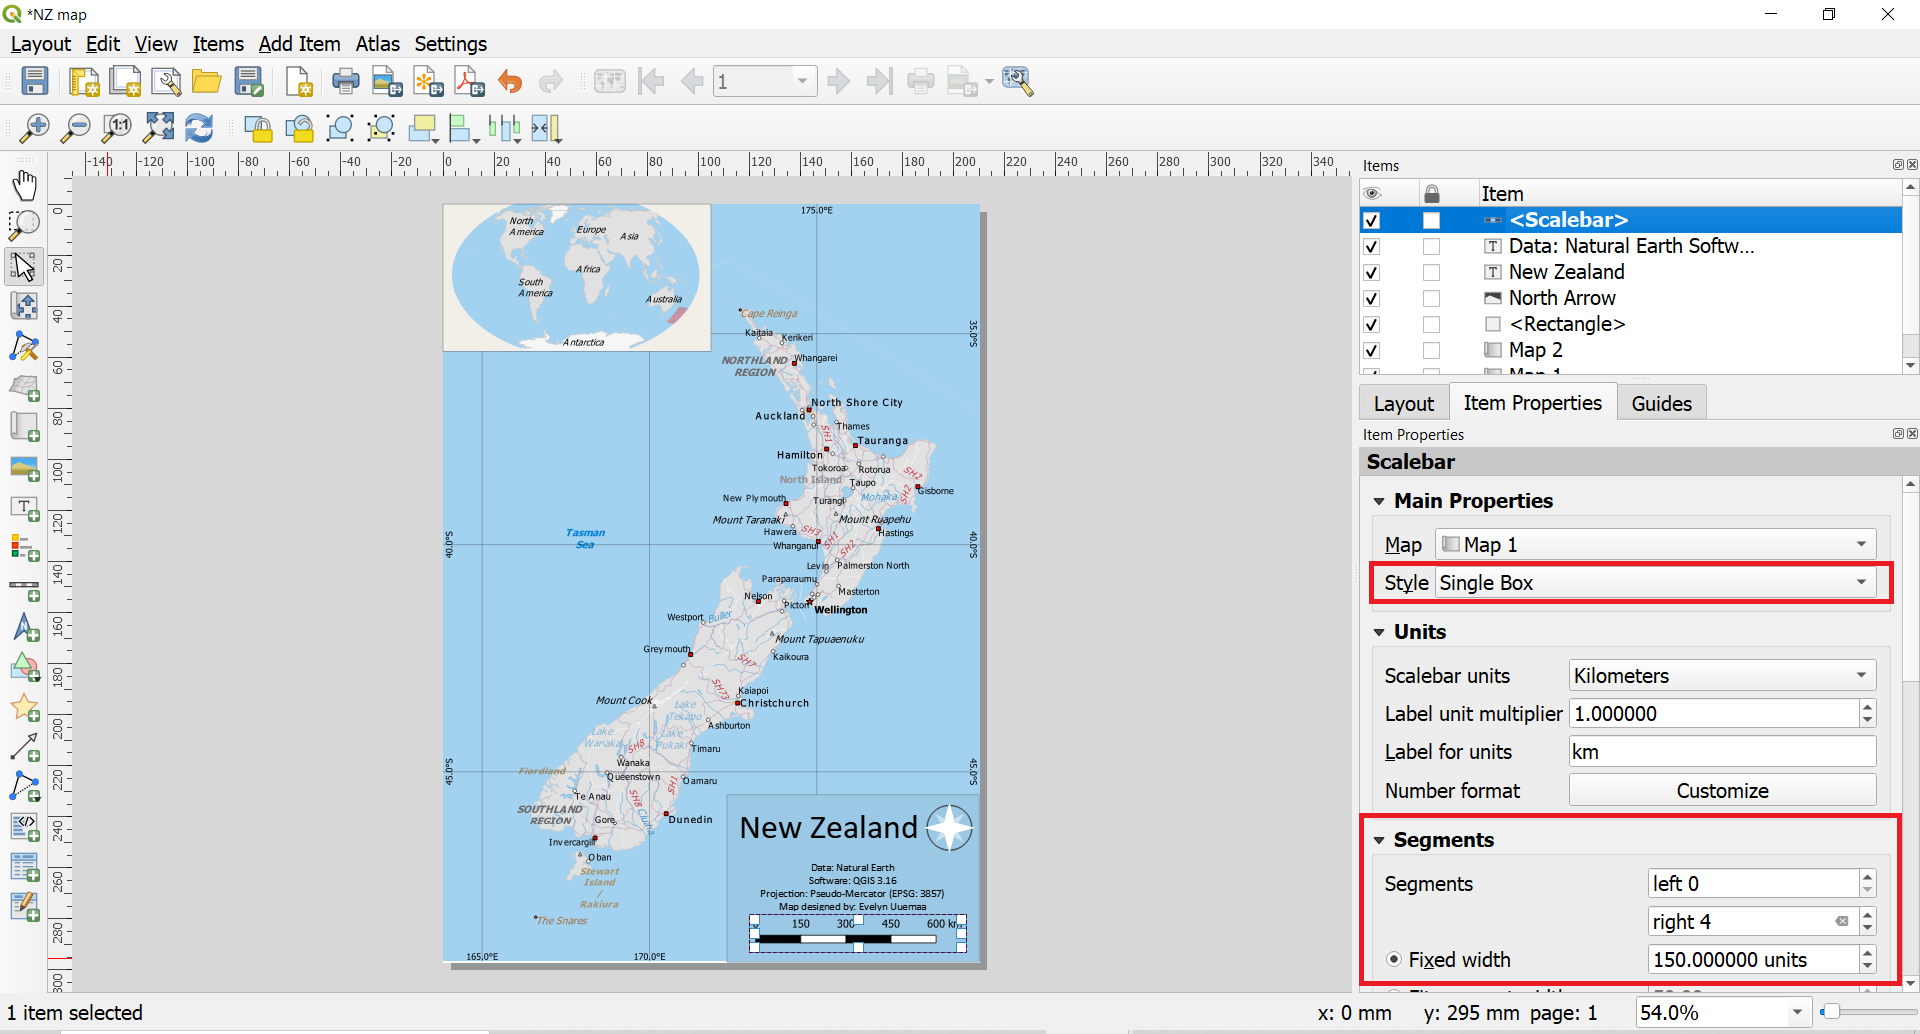 *NZ map
Layout Edit View Items Add Item Atlas Settings
1
1:1
-140 -120 -100 -80 -60 -40 -20 0 20 40 60 80 100 120 140 160 180 200 220 240 260 280 300 320 340
0
20
40
60
80
100
120
140
160
180
200
220
240
260
280
300
175.0°E
North
America
Europe
Asia
Africa
South
America
Australia
Antarctica
Cape Reinga
Kaitaia
Kerikeri
35.0°S
Whangarei
NORTHLAND
REGION
North Shore City
Auckland
Thames
SH1
Tauranga
Hamilton
Tokoroa
Rotorua
SH2
North Island
Taupo
SH2
Gisborne
New Plymouth
Turangi
Mohaka
Mount Taranaki
Mount Ruapehu
Hawera
SH3
Hastings
Tasman
Sea
40.0°S
Whanganui
SH1
SH2
40.0°S
Levin
Palmerston North
Paraparaumu
Masterton
Nelson
Picton
Wellington
Westport
Buller
Mount Tapuaenuku
Greymouth
SH7
Kaikoura
SH73
Kaiapoi
Mount Cook
Christchurch
Lake
Tekapo
Ashburton
Lake
Wanaka
SH8
Lake
Pukaki
Timaru
Wanaka
Fiordland
Queenstown
45.0°S
SH1
Oamaru
45.0°S
Te Anau
SH8
Clutha
SOUTHLAND
REGION
Gore
Dunedin
Invercargill
Oban
Stewart
Island
/
Rakiura
The Snares
165.0°E
170.0°E
New Zealand
Data: Natural Earth
Software: QGIS 3.16
Projection: Pseudo-Mercator (EPSG: 3857)
Map designed by: Evelyn Uuemaa
150 300 450 600 km
Items
Item
<Scalebar>
Data: Natural Earth Softw...
New Zealand
North Arrow
<Rectangle>
Map 2
Map 1
Layout Item Properties Guides
Item Properties
Scalebar
Main Properties
Map Map 1
Style Single Box
Units
Scalebar units Kilometers
Label unit multiplier 1.000000
Label for units km
Number format Customize
Segments
Segments left 0
right 4
Fixed width 150.000000 units
1 item selected
x: 0 mm y: 295 mm page: 1 54.0%